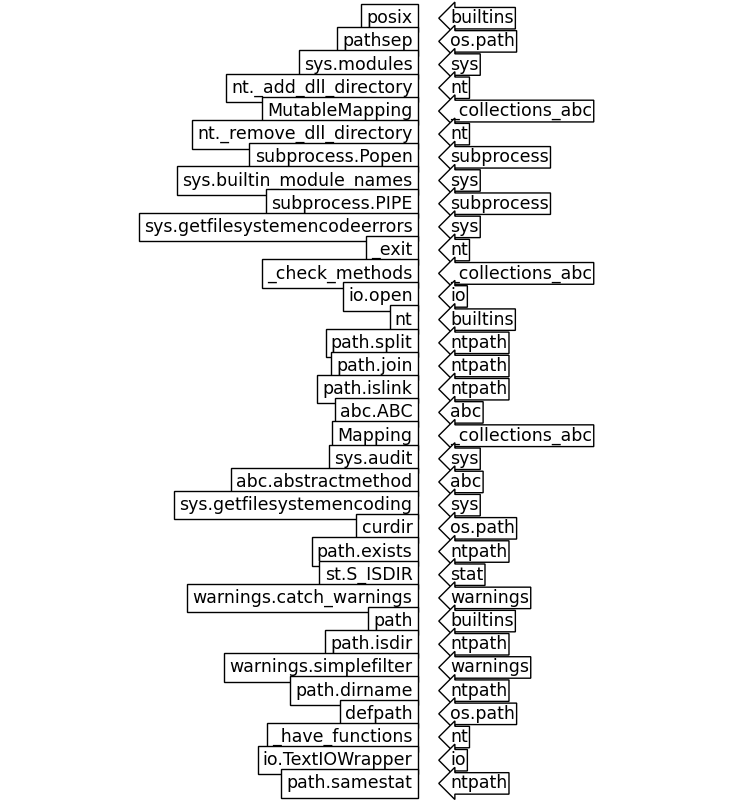 posix builtins
pathsep os.path
sys.modules sys
nt._add_dll_directory nt
MutableMapping _collections_abc
nt._remove_dll_directory nt
subprocess.Popen subprocess
sys.builtin_module_names sys
subprocess.PIPE subprocess
sys.getfilesystemencodeerrors sys
_exit nt
_check_methods _collections_abc
io.open io
nt builtins
path.split ntpath
path.join ntpath
path.islink ntpath
abc.ABC abc
Mapping _collections_abc
sys.audit sys
abc.abstractmethod abc
sys.getfilesystemencoding sys
curdir os.path
path.exists ntpath
st.S_ISDIR stat
warnings.catch_warnings warnings
path builtins
path.isdir ntpath
warnings.simplefilter warnings
path.dirname ntpath
defpath os.path
_have_functions nt
io.TextIOWrapper io
path.samestat ntpath